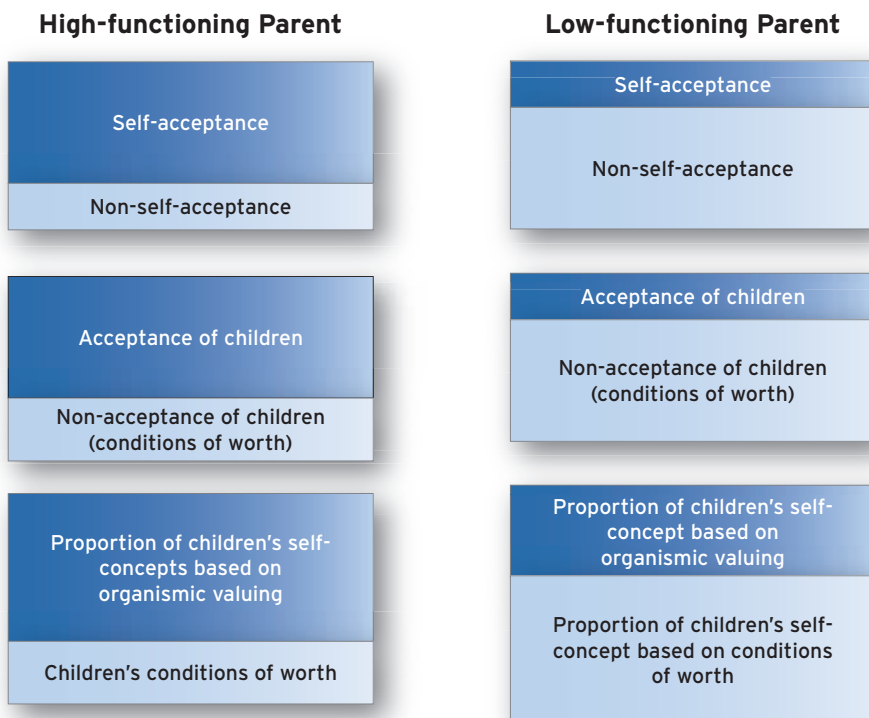 High-functioning Parent
Self-acceptance
Non-self-acceptance
Acceptance of children
Non-acceptance of children
(conditions of worth)
Proportion of children's self-
concepts based on
organismic valuing
Children's conditions of worth
Low-functioning Parent
Self-acceptance
Non-self-acceptance
Acceptance of children
Non-acceptance of children
(conditions of worth)
Proportion of children's self-
concept based on
organismic valuing
Proportion of children's self-
concept based on conditions
of worth